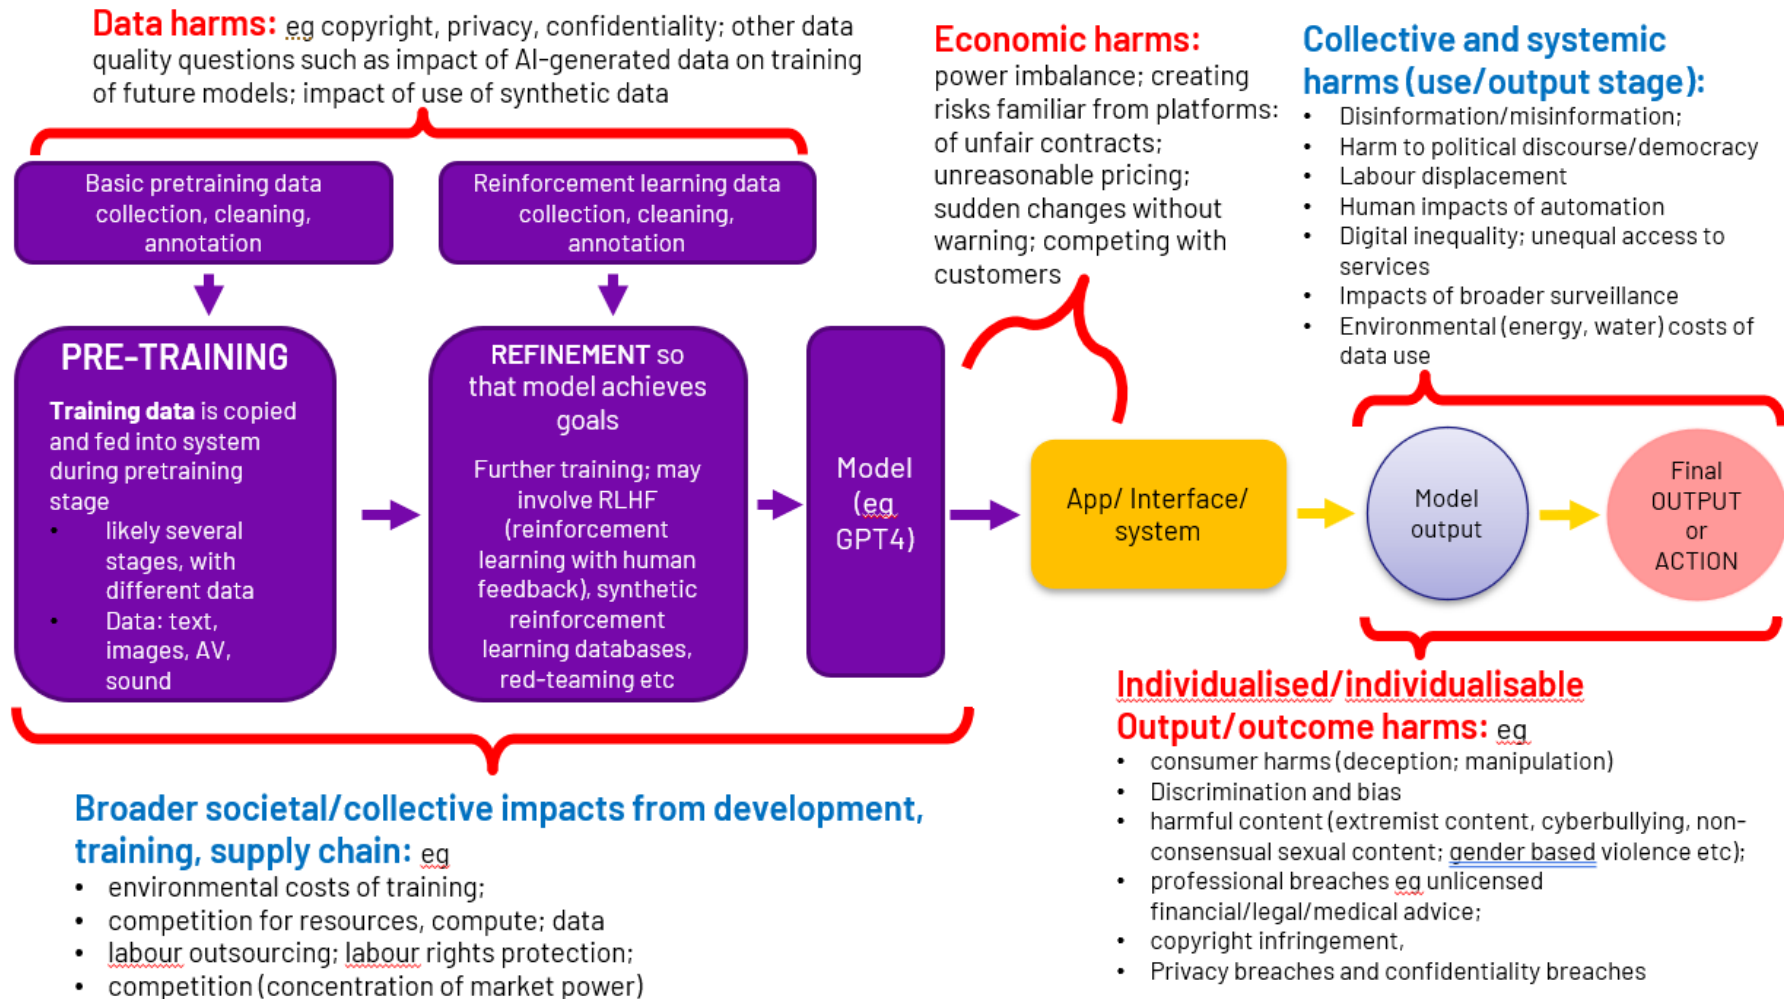 Data harms: eg copyright, privacy, confidentiality; other data
quality questions such as impact of AI-generated data on training
of future models; impact of use of synthetic data
Economic harms:
power imbalance; creating
risks familiar from platforms:
of unfair contracts;
unreasonable pricing;
sudden changes without
warning; competing with
customers
Collective and systemic
harms (use/output stage):
• Disinformation/misinformation;
• Harm to political discourse/democracy
• Labour displacement
• Human impacts of automation
• Digital inequality; unequal access to
services
• Impacts of broader surveillance
• Environmental (energy, water) costs of
data use
Basic pretraining data
collection, cleaning,
annotation
Reinforcement learning data
collection, cleaning,
annotation
PRE-TRAINING
Training data is copied
and fed into system
during pretraining
stage
• likely several
stages, with
different data
• Data: text,
images, AV,
sound
REFINEMENT so
that model achieves
goals
Further training; may
involve RLHF
(reinforcement
learning with human
feedback), synthetic
reinforcement
learning databases,
red-teaming etc
Model
(eg
GPT4)
App/ Interface/
system
Model
output
Final
OUTPUT
or
ACTION
Broader societal/collective impacts from development,
training, supply chain: eg
• environmental costs of training;
• competition for resources, compute; data
• labour outsourcing; labour rights protection;
• competition (concentration of market power)
Individualised/individualisable
Output/outcome harms: eg
• consumer harms (deception; manipulation)
• Discrimination and bias
• harmful content (extremist content, cyberbullying, non-
consensual sexual content; gender based violence etc);
• professional breaches eg unlicensed
financial/legal/medical advice;
• copyright infringement,
• Privacy breaches and confidentiality breaches